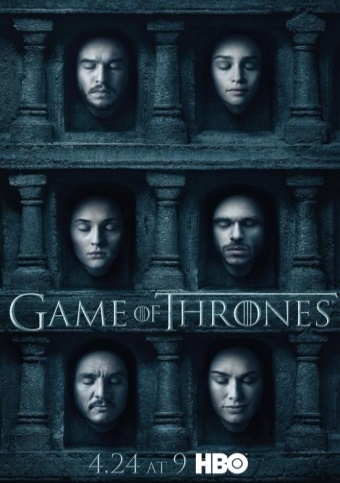 GAME OF THRONES
4.24 AT 9 HBO